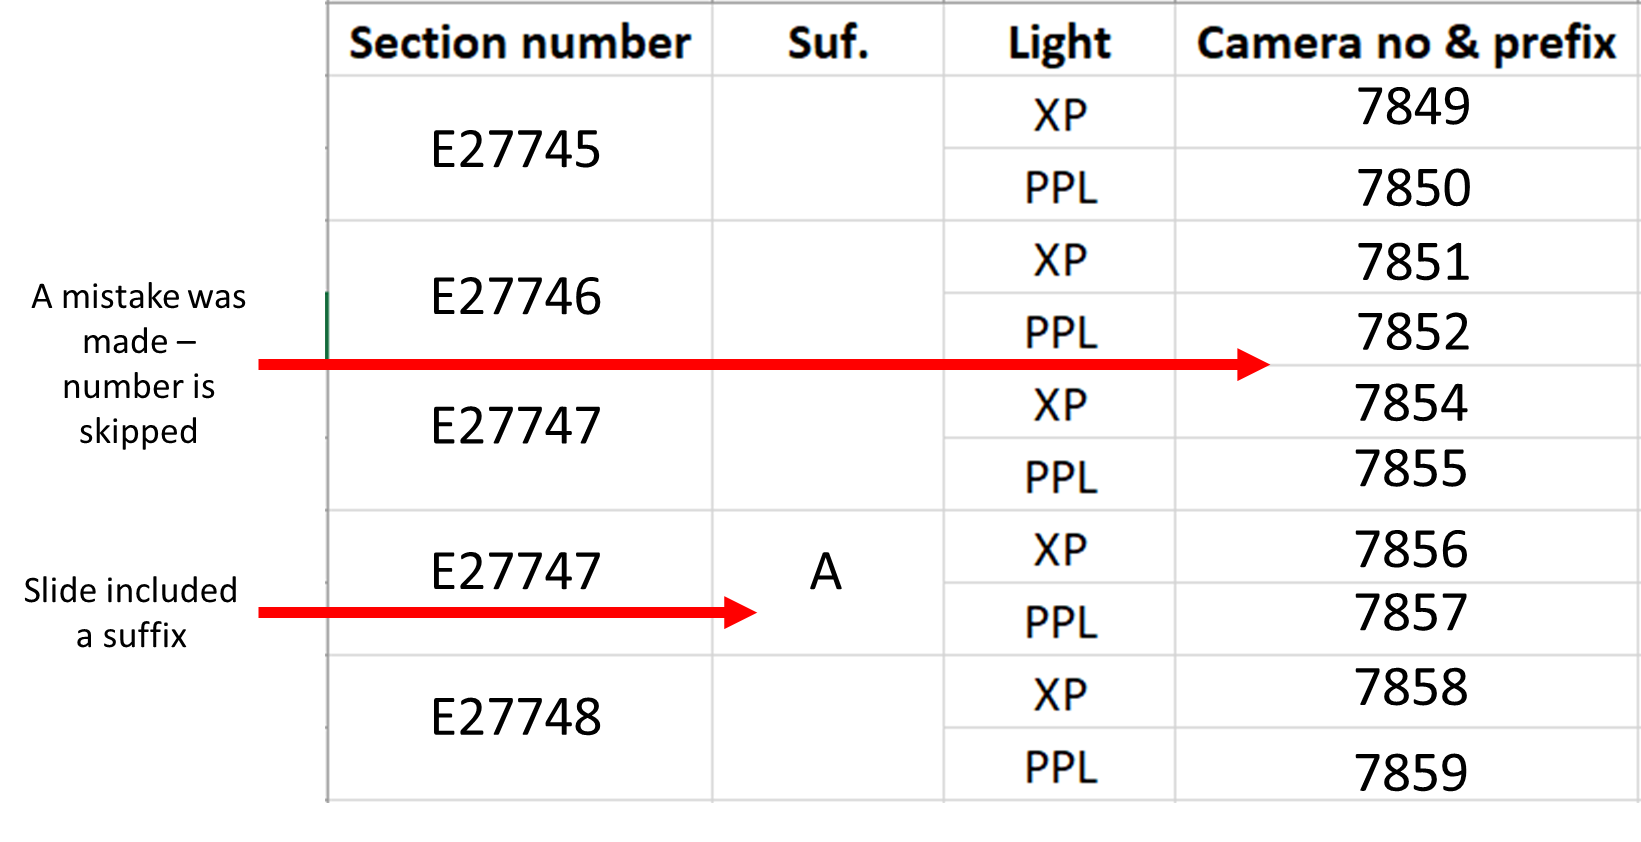 Section number Suf. Light Camera no & prefix
E27745 XP 7849
PPL 7850
E27746 XP 7851
PPL 7852
A mistake was
made –
number is
skipped
E27747 XP 7854
PPL 7855
E27747 A XP 7856
PPL 7857
Slide included
a suffix
E27748 XP 7858
PPL 7859